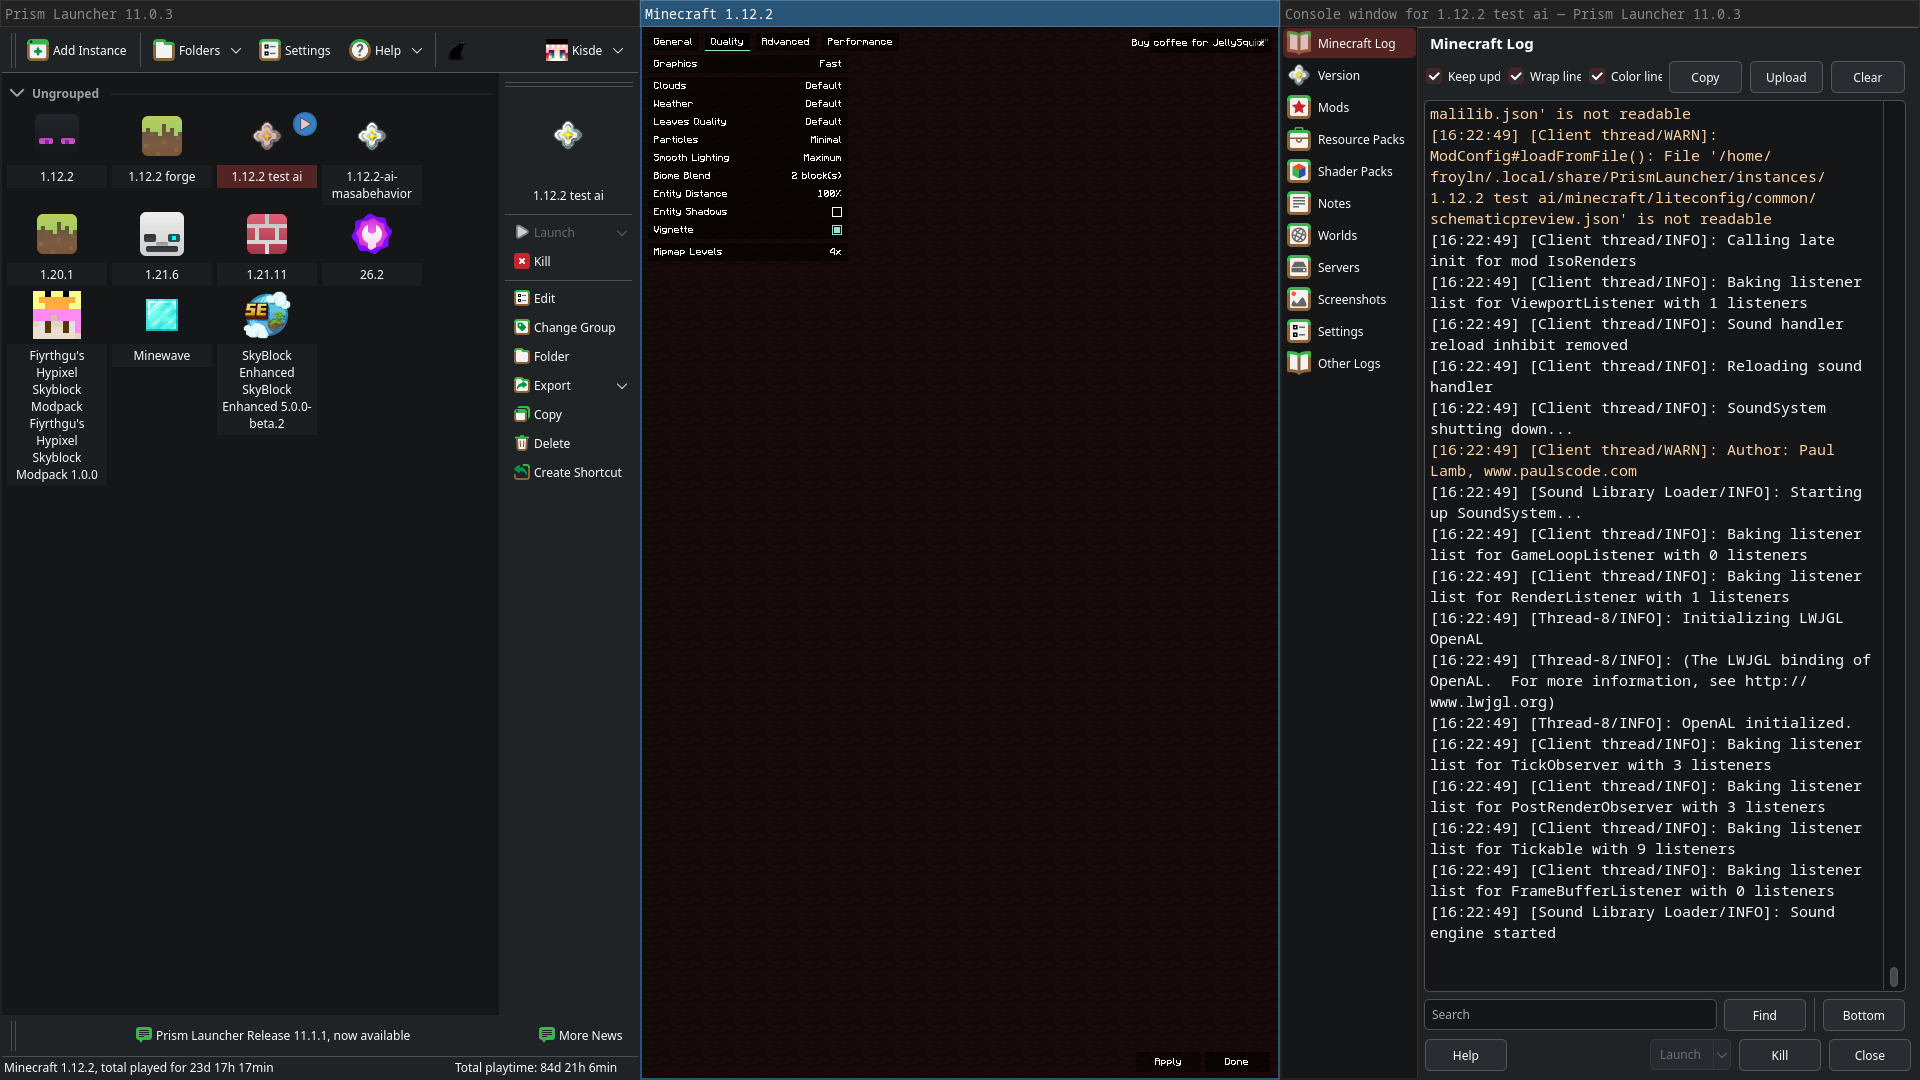 Prism Launcher 11.0.3
Add Instance
Folders
Settings
Help
Kisde
Ungrouped
1.12.2
1.12.2 forge
1.12.2 test ai
1.12.2-ai-
masabehavior
1.20.1
1.21.6
1.21.11
26.2
Fiyrthgu's
Hypixel
Skyblock
Modpack
Fiyrthgu's
Hypixel
Skyblock
Modpack 1.0.0
Minewave
SkyBlock
Enhanced
SkyBlock
Enhanced 5.0.0-
beta.2
1.12.2 test ai
Launch
Kill
Edit
Change Group
Folder
Export
Copy
Delete
Create Shortcut
Prism Launcher Release 11.1.1, now available
More News
Minecraft 1.12.2, total played for 23d 17h 17min
Total playtime: 84d 21h 6min
Minecraft 1.12.2
General
Quality
Advanced
Performance
Buy coffee for
Graphics Fast
Clouds Default
Weather Default
Leaves Quality Default
Particles Minimal
Smooth Lighting Maximum
Biome Blend 2 block(s)
Entity Distance 100%
Entity Shadows
Vignette
Mipmap Levels 4x
Apply
Done
Console window for 1.12.2 test ai — Prism Launcher 11.0.3
Minecraft Log
Version
Mods
Resource Packs
Shader Packs
Notes
Worlds
Servers
Screenshots
Settings
Other Logs
Minecraft Log
Keep upd
Wrap line
Color line
Copy
Upload
Clear
malilib.json' is not readable
[16:22:49] [Client thread/WARN]:
ModConfig#loadFromFile(): File '/home/
froyln/.local/share/PrismLauncher/instances/
1.12.2 test ai/minecraft/liteconfig/common/
schematicpreview.json' is not readable
[16:22:49] [Client thread/INFO]: Calling late
init for mod IsoRenders
[16:22:49] [Client thread/INFO]: Baking listener
list for ViewportListener with 1 listeners
[16:22:49] [Client thread/INFO]: Sound handler
reload inhibit removed
[16:22:49] [Client thread/INFO]: Reloading sound
handler
[16:22:49] [Client thread/INFO]: SoundSystem
shutting down...
[16:22:49] [Client thread/WARN]: Author: Paul
Lamb, www.paulscode.com
[16:22:49] [Sound Library Loader/INFO]: Starting
up SoundSystem...
[16:22:49] [Client thread/INFO]: Baking listener
list for GameLoopListener with 0 listeners
[16:22:49] [Client thread/INFO]: Baking listener
list for RenderListener with 1 listeners
[16:22:49] [Thread-8/INFO]: Initializing LWJGL
OpenAL
[16:22:49] [Thread-8/INFO]: (The LWJGL binding of
OpenAL.  For more information, see http://
www.lwjgl.org)
[16:22:49] [Thread-8/INFO]: OpenAL initialized.
[16:22:49] [Client thread/INFO]: Baking listener
list for TickObserver with 3 listeners
[16:22:49] [Client thread/INFO]: Baking listener
list for PostRenderObserver with 3 listeners
[16:22:49] [Client thread/INFO]: Baking listener
list for Tickable with 9 listeners
[16:22:49] [Client thread/INFO]: Baking listener
list for FrameBufferListener with 0 listeners
[16:22:49] [Sound Library Loader/INFO]: Sound
engine started
Search
Find
Bottom
Help
Launch
Kill
Close